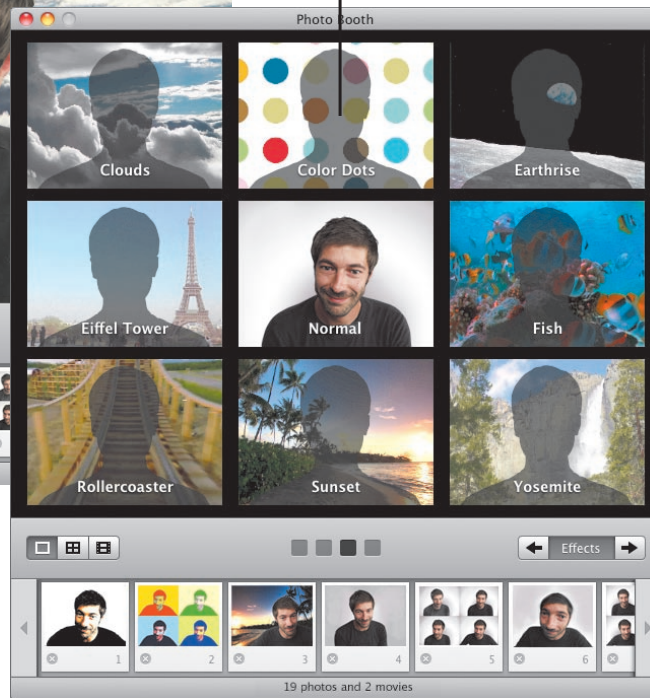 Photo Booth
Clouds
Color Dots
Earthrise
Eiffel Tower
Normal
Fish
Rollercoaster
Sunset
Yosemite
Effects
1
2
3
4
5
6
19 photos and 2 movies